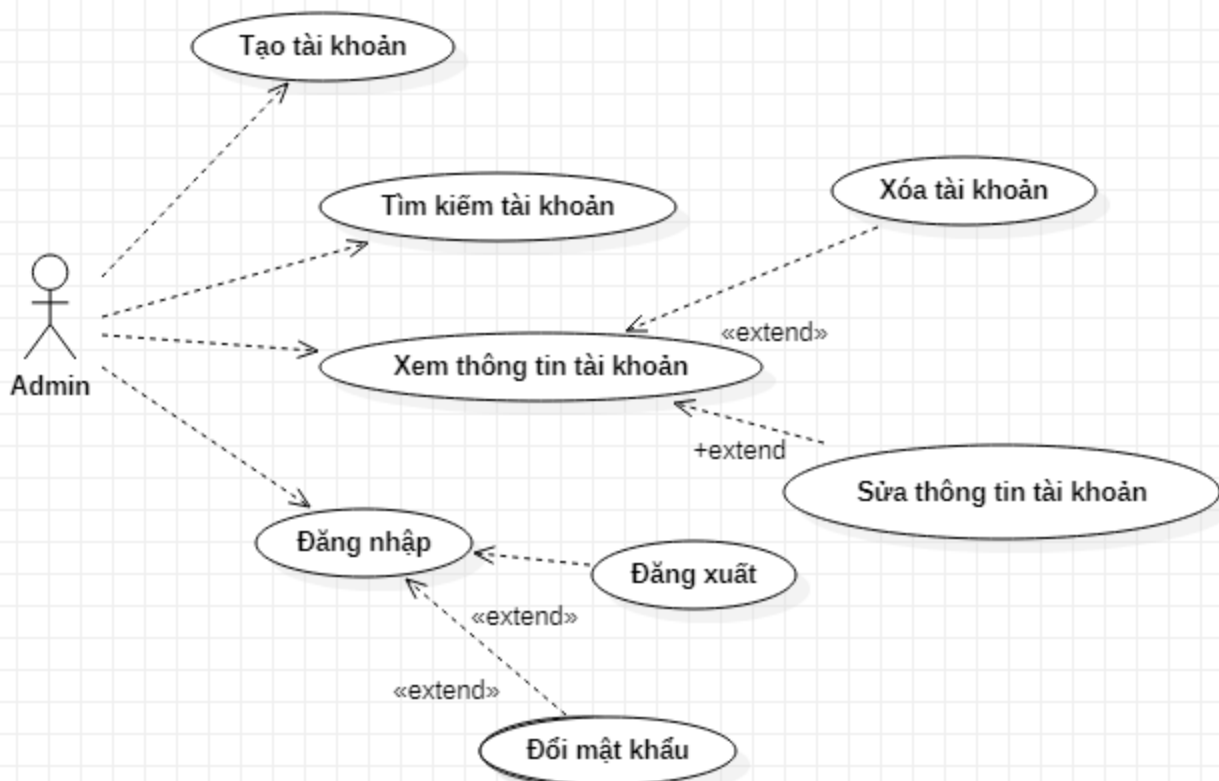 Tạo tài khoản
Tìm kiếm tài khoản
Xóa tài khoản
«extend»
Xem thông tin tài khoản
Admin
+extend
Sửa thông tin tài khoản
Đăng nhập
Đăng xuất
«extend»
«extend»
Đổi mật khẩu